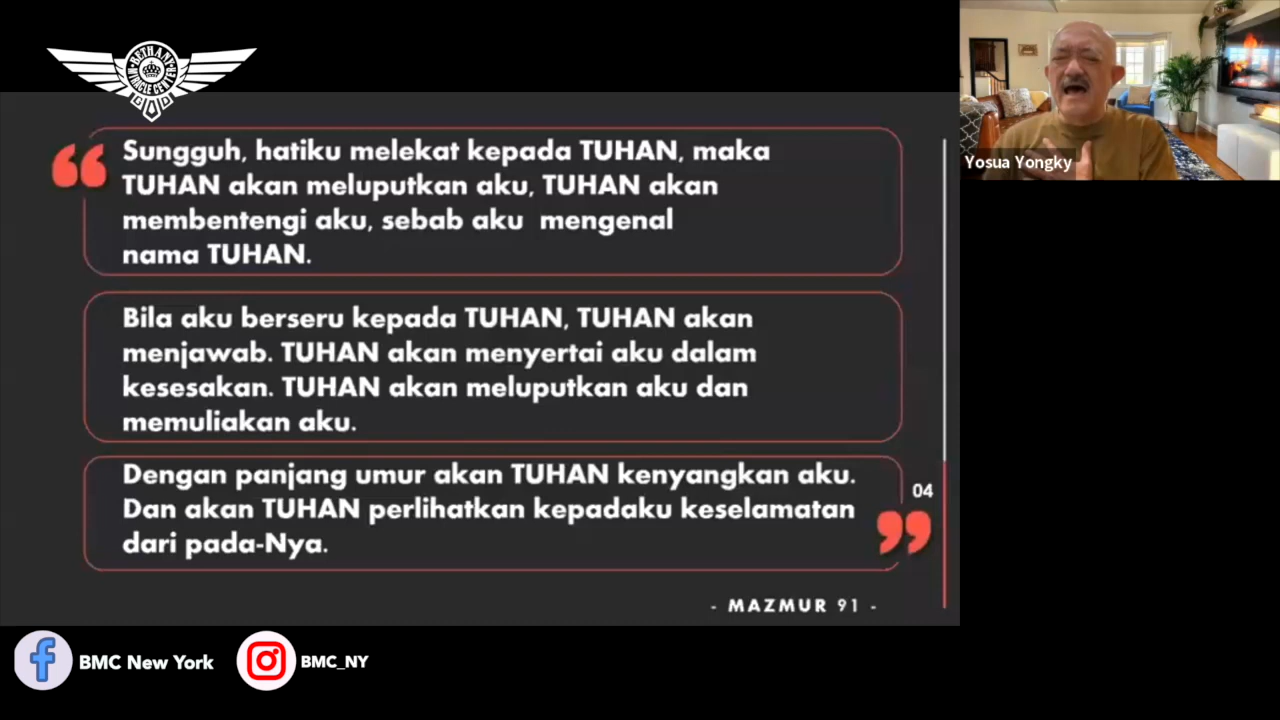 BETHANY
MIRACLE CENTER
Yosua Yongky
Sungguh, hatiku melekat kepada TUHAN, maka
TUHAN akan meluputkan aku, TUHAN akan
membentengi aku, sebab aku mengenal
nama TUHAN.
Bila aku berseru kepada TUHAN, TUHAN akan
menjawab. TUHAN akan menyertai aku dalam
kesesakan. TUHAN akan meluputkan aku dan
memuliakan aku.
Dengan panjang umur akan TUHAN kenyangkan aku.
Dan akan TUHAN perlihatkan kepadaku keselamatan
dari pada-Nya.
04
- MAZMUR 91 -
BMC New York
BMC_NY